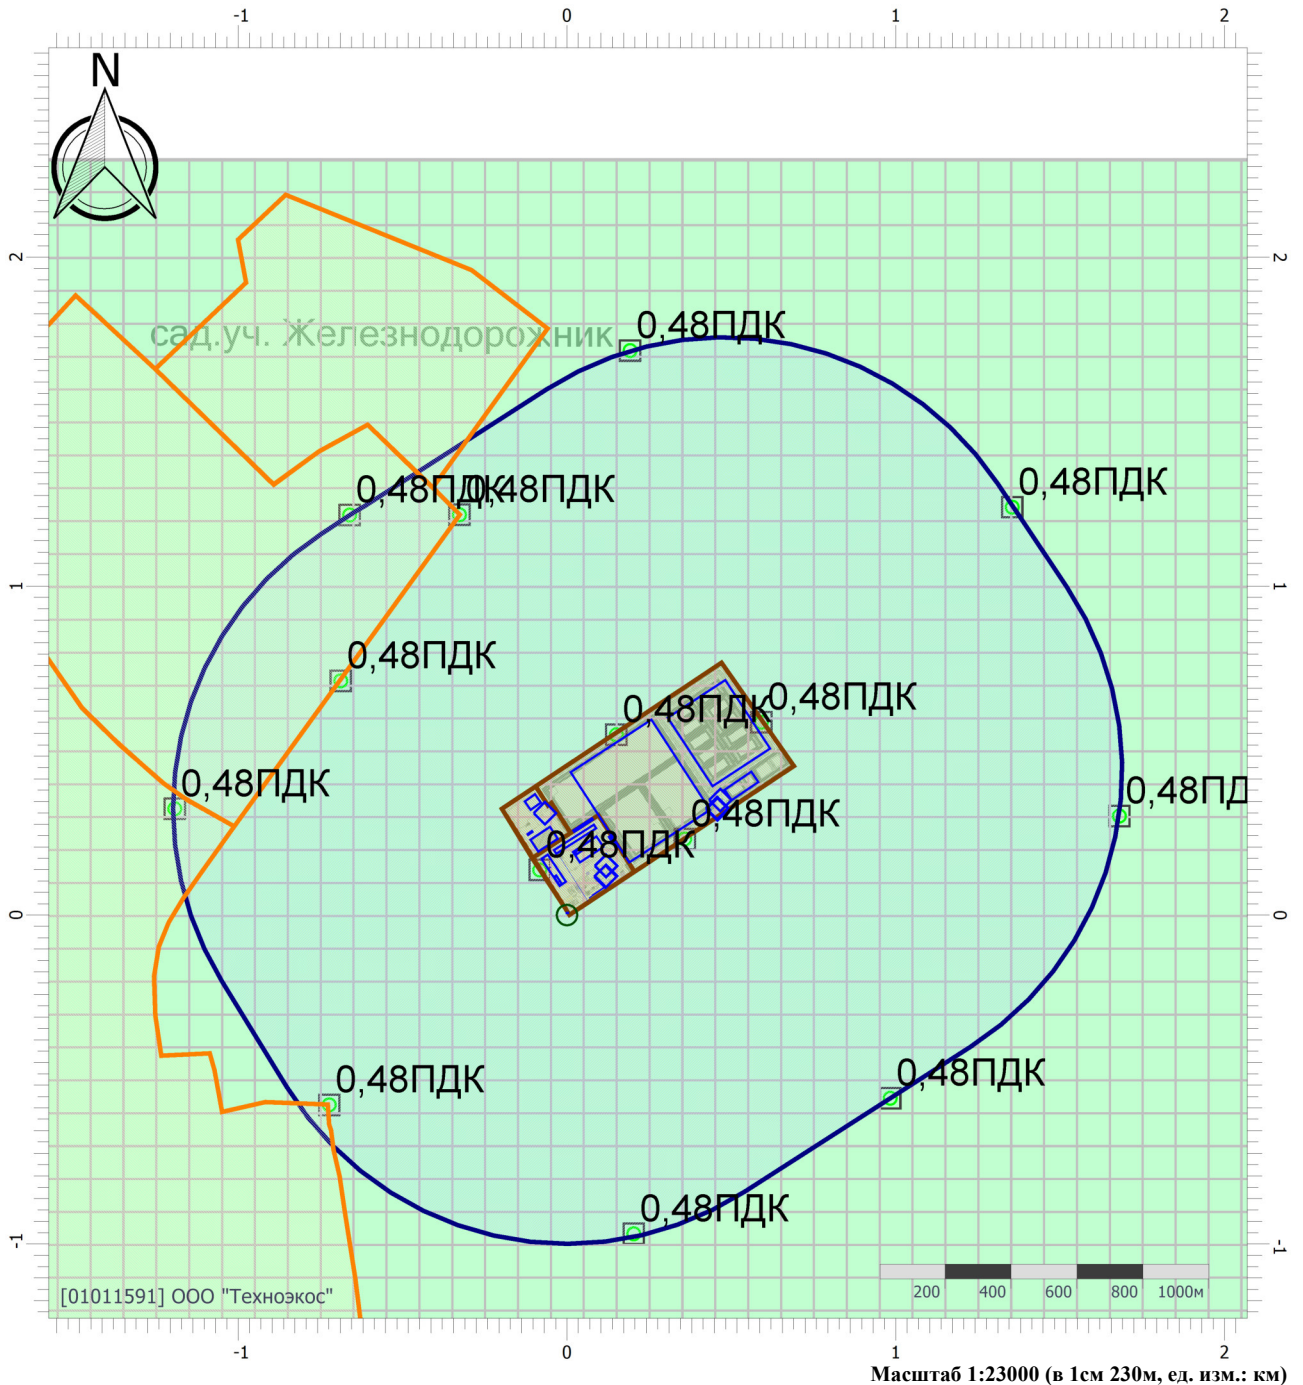 -1 0 1 2
N
2 2
сад.уч. Железнодорожник
0,48ПДК
0,48ПДК
0,48ПДК
0,48ПДК
1 1
0,48ПДК
0,48ПДК
0,48ПДК
0,48ПДК
0,48ПД
0,48ПДК
0,48ПДК
0 0
0,48ПДК
0,48ПДК
0,48ПДК
-1 -1
200 400 600 800 1000м
[01011591] ООО "Техноэкос"
-1 0 1 2
Масштаб 1:23000 (в 1см 230м, ед. изм.: км)